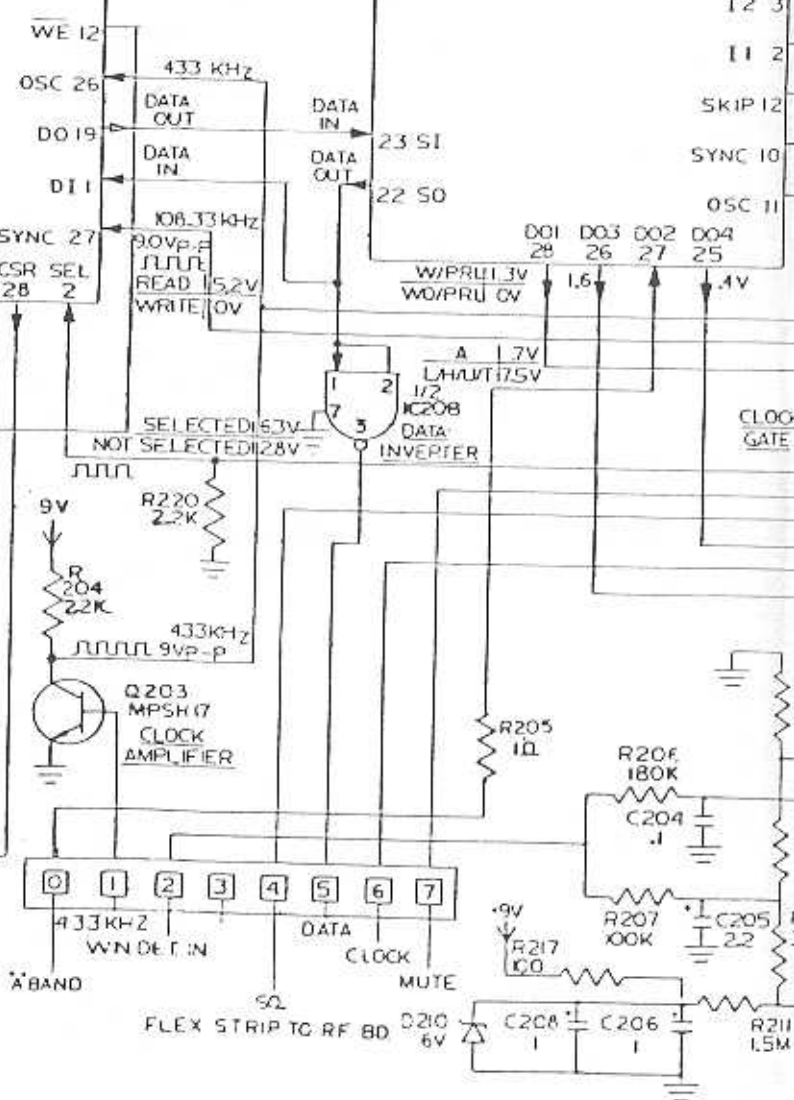 WE 12
OSC 26
433 KHz
DATA OUT
DO 19
DATA IN
DI 1
SYNC 27
108.33KHz
9.0VP-P
CSR SEL
28 2
READ 5.2V
WRITE 0V
DATA IN
23 SI
DATA OUT
22 SO
I2 3
I1 2
SKIP 12
SYNC 10
OSC 11
DO1 DO3 DO2 DO4
28 26 27 25
W/PRU 1.3V
WO/PRU 0V
1.6
.4V
A 1.7V
L/H/U/T 7.5V
1 2
7
3
1/2
IC208
DATA
INVERTER
SELECTED 6.3V
NOT SELECTED 2.8V
CLOC
GATE
R220
2.2K
9V
R
204
2.2K
433KHz
9VP-P
Q203
MPSH17
CLOCK
AMPLIFIER
R205
1Ω
R206
180K
C204
.1
0 1 2 3 4 5 6 7
433KHZ
WN DET IN
DATA
CLOCK
"A" BAND
MUTE
SQ
FLEX STRIP TO RF BD
R207
100K
C205
2.2
9V
R217
100
D210
6V
C208
1
C206
1
R211
1.5M